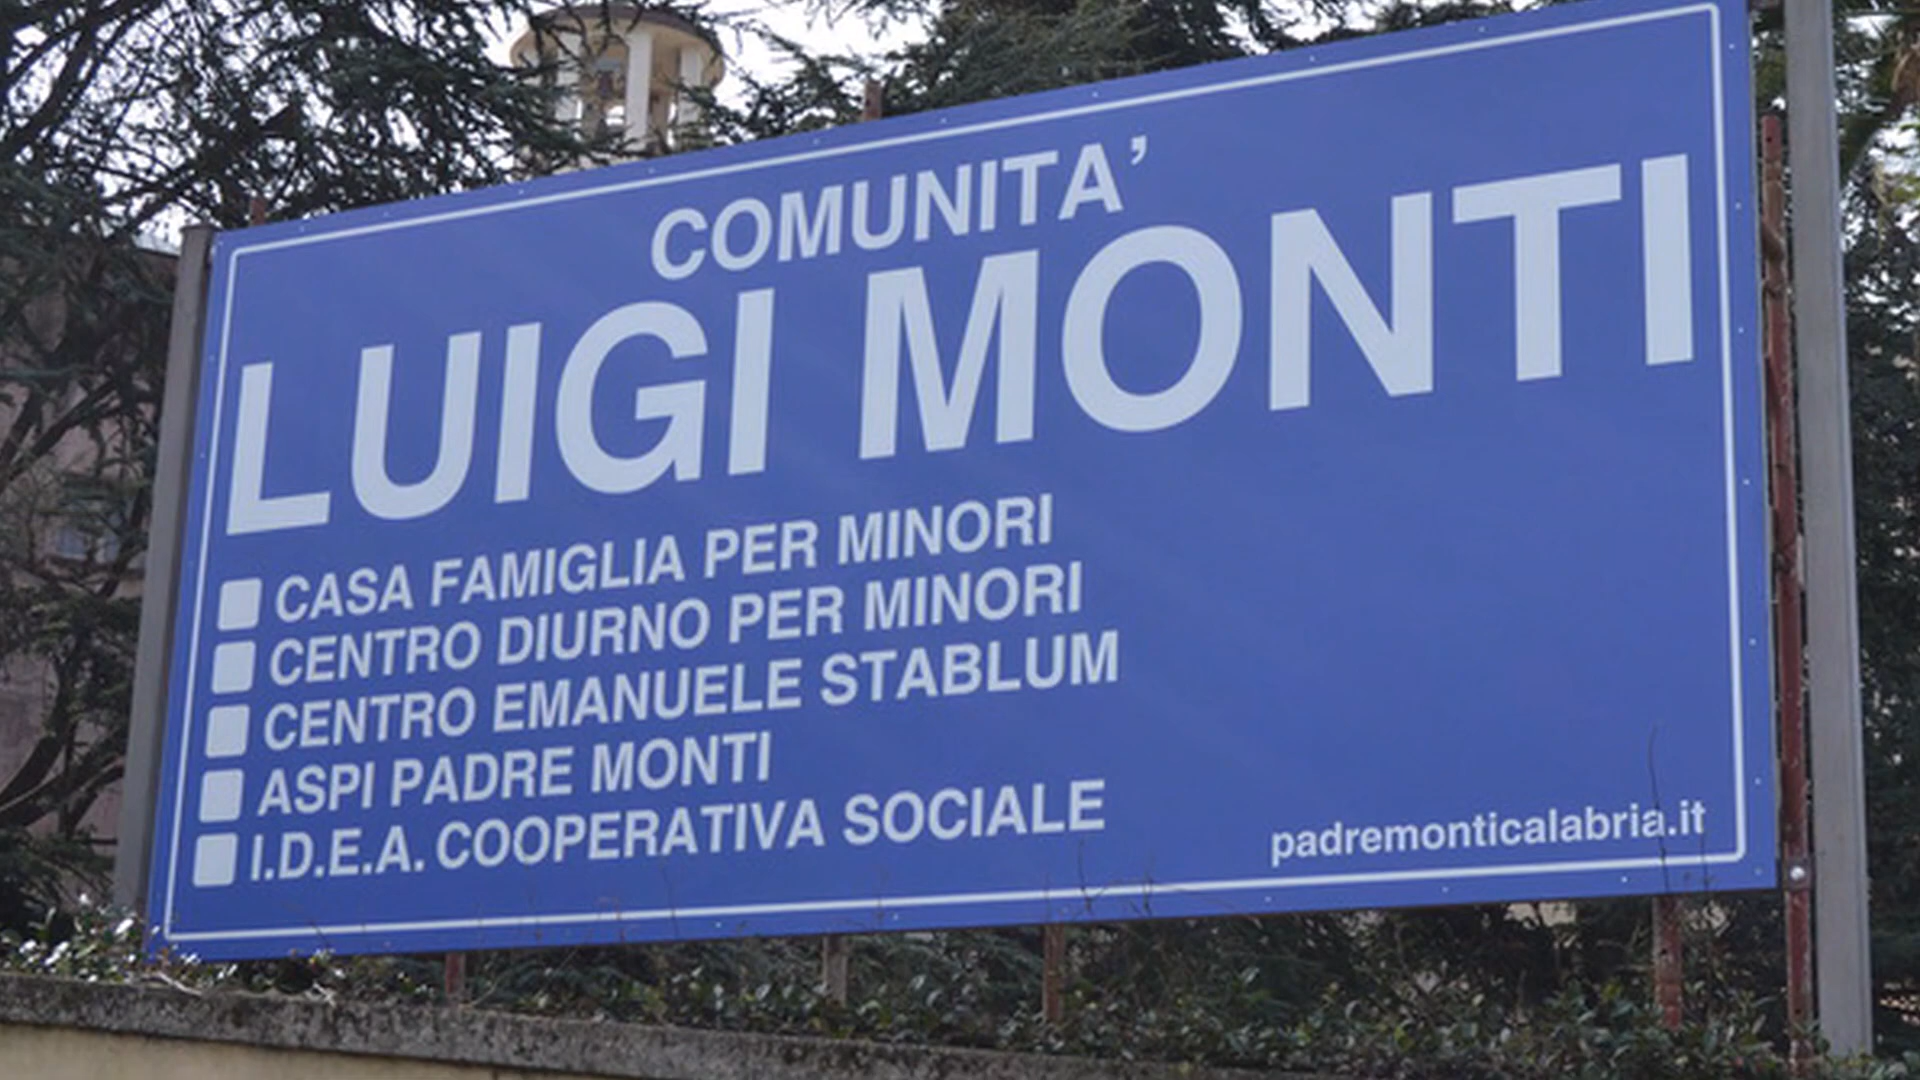 COMUNITA'
LUIGI MONTI
CASA FAMIGLIA PER MINORI
CENTRO DIURNO PER MINORI
CENTRO EMANUELE STABLUM
ASPI PADRE MONTI
I.D.E.A. COOPERATIVA SOCIALE
padremonticalabria.it